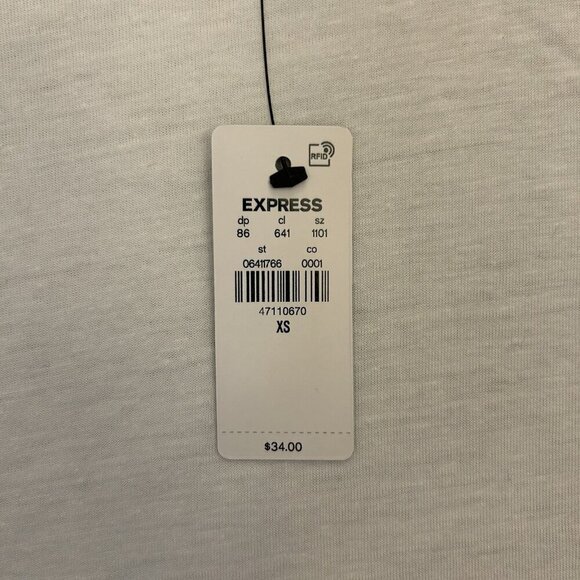 RFID
EXPRESS
dp cl sz
86 641 1101
st co
06411766 0001
47110670
XS
$34.00